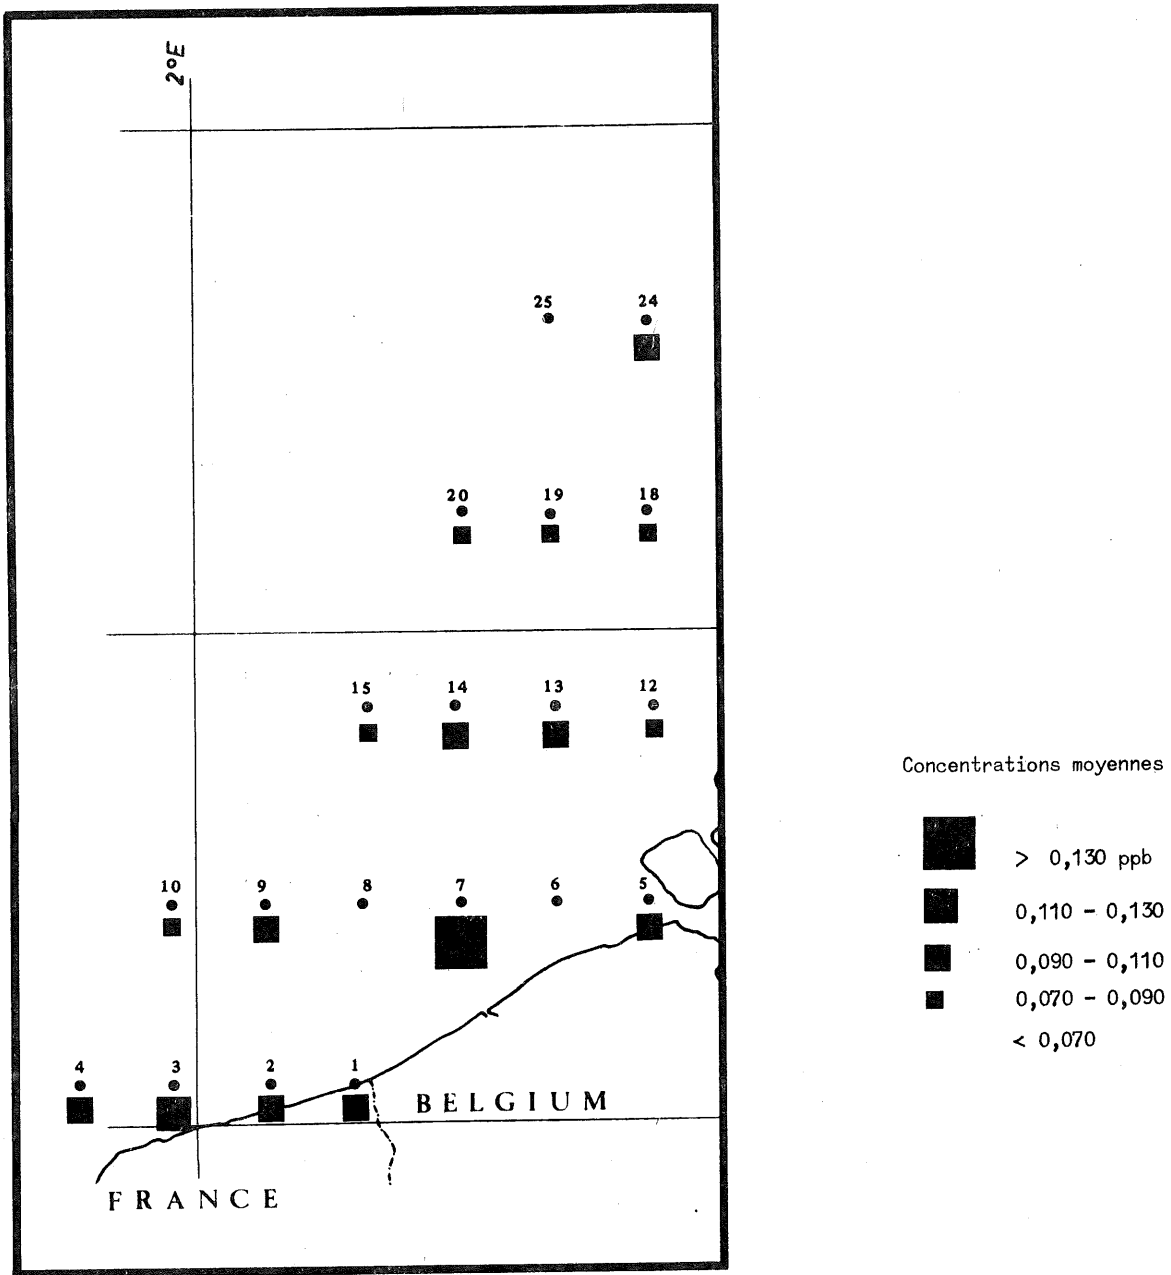 2°E
25 24
20 19 18
15 14 13 12
10 9 8 7 6 5
4 3 2 1
BELGIUM
FRANCE
Concentrations moyennes
> 0,130 ppb
0,110 - 0,130
0,090 - 0,110
0,070 - 0,090
< 0,070